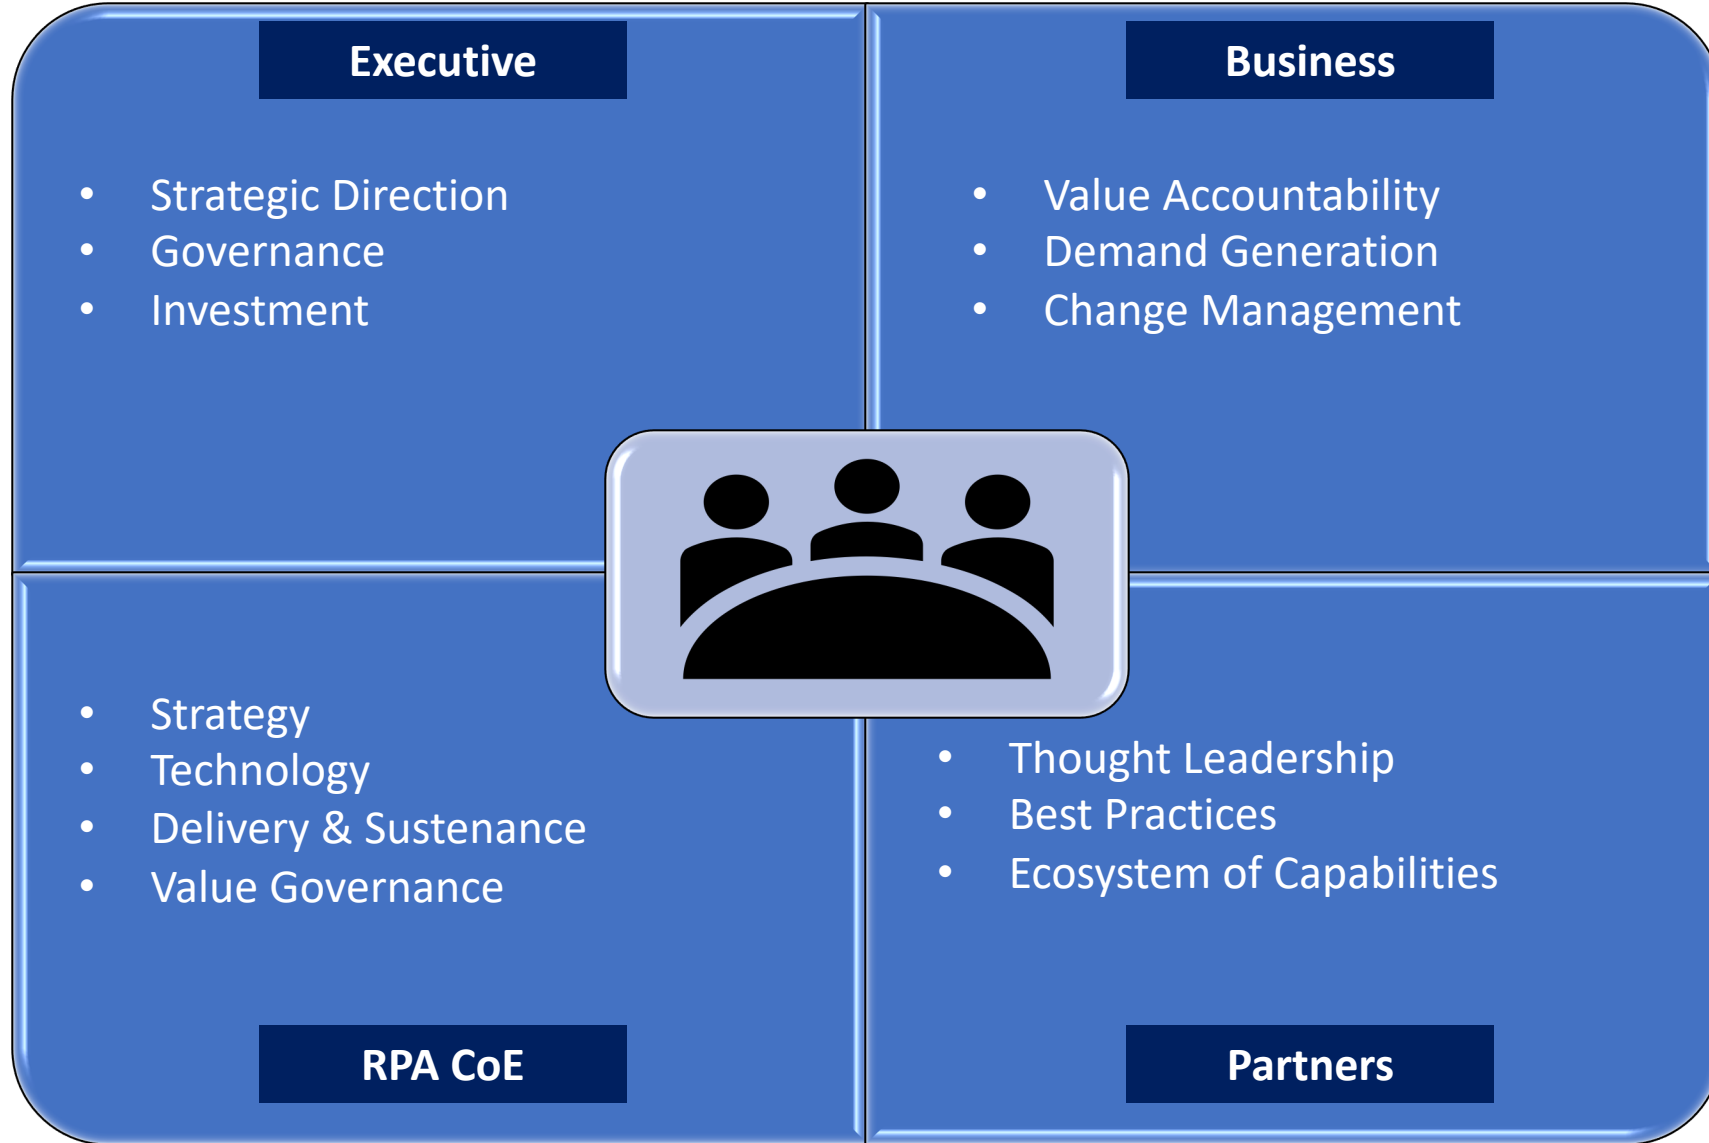 Executive
• Strategic Direction
• Governance
• Investment
Business
• Value Accountability
• Demand Generation
• Change Management
• Strategy
• Technology
• Delivery & Sustenance
• Value Governance
RPA CoE
• Thought Leadership
• Best Practices
• Ecosystem of Capabilities
Partners